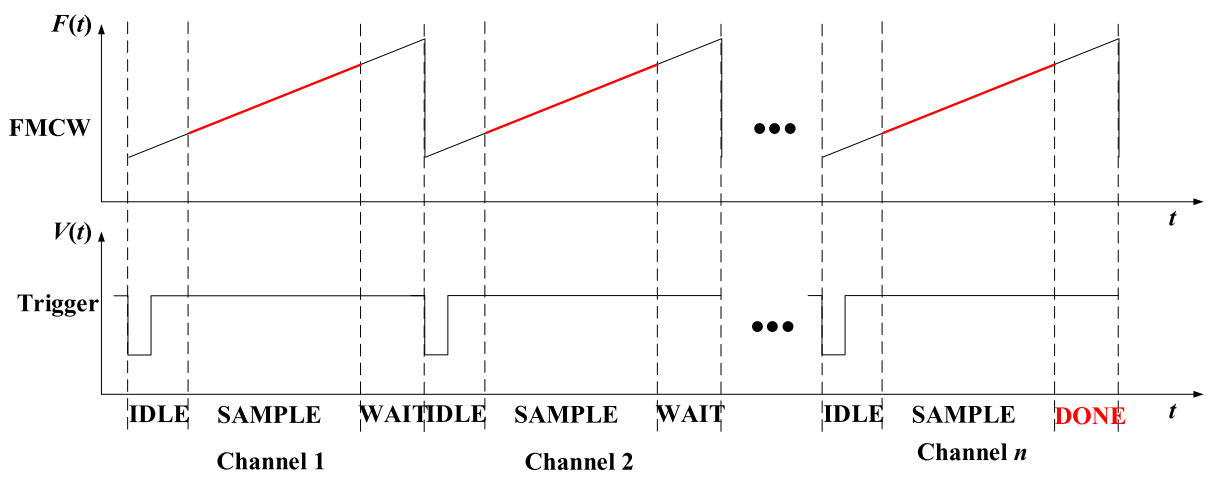 F(t)
FMCW
t
V(t)
Trigger
IDLE SAMPLE WAIT IDLE SAMPLE WAIT IDLE SAMPLE DONE t
Channel 1 Channel 2 Channel n